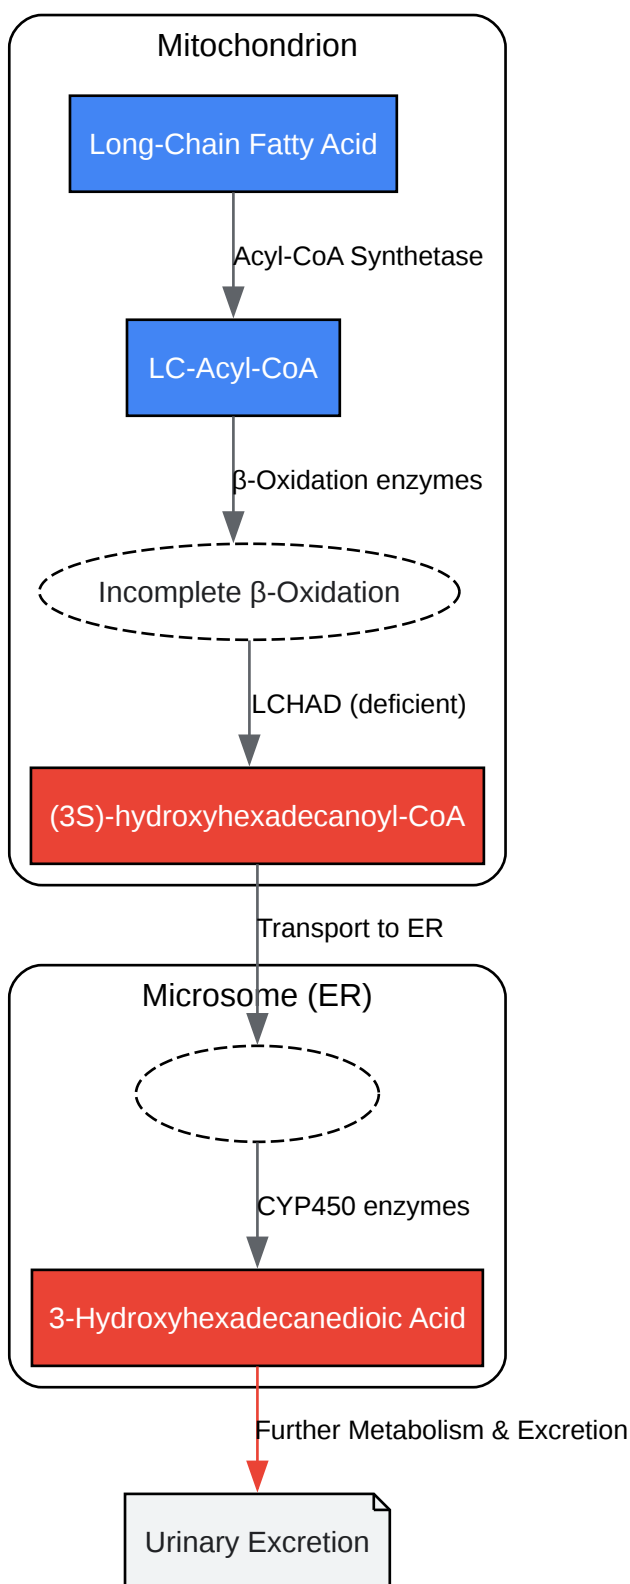 Mitochondrion
Long-Chain Fatty Acid
Acyl-CoA Synthetase
LC-Acyl-CoA
β-Oxidation enzymes
Incomplete β-Oxidation
LCHAD (deficient)
(3S)-hydroxyhexadecanoyl-CoA
Transport to ER
Microsome (ER)
CYP450 enzymes
3-Hydroxyhexadecanedioic Acid
Further Metabolism & Excretion
Urinary Excretion